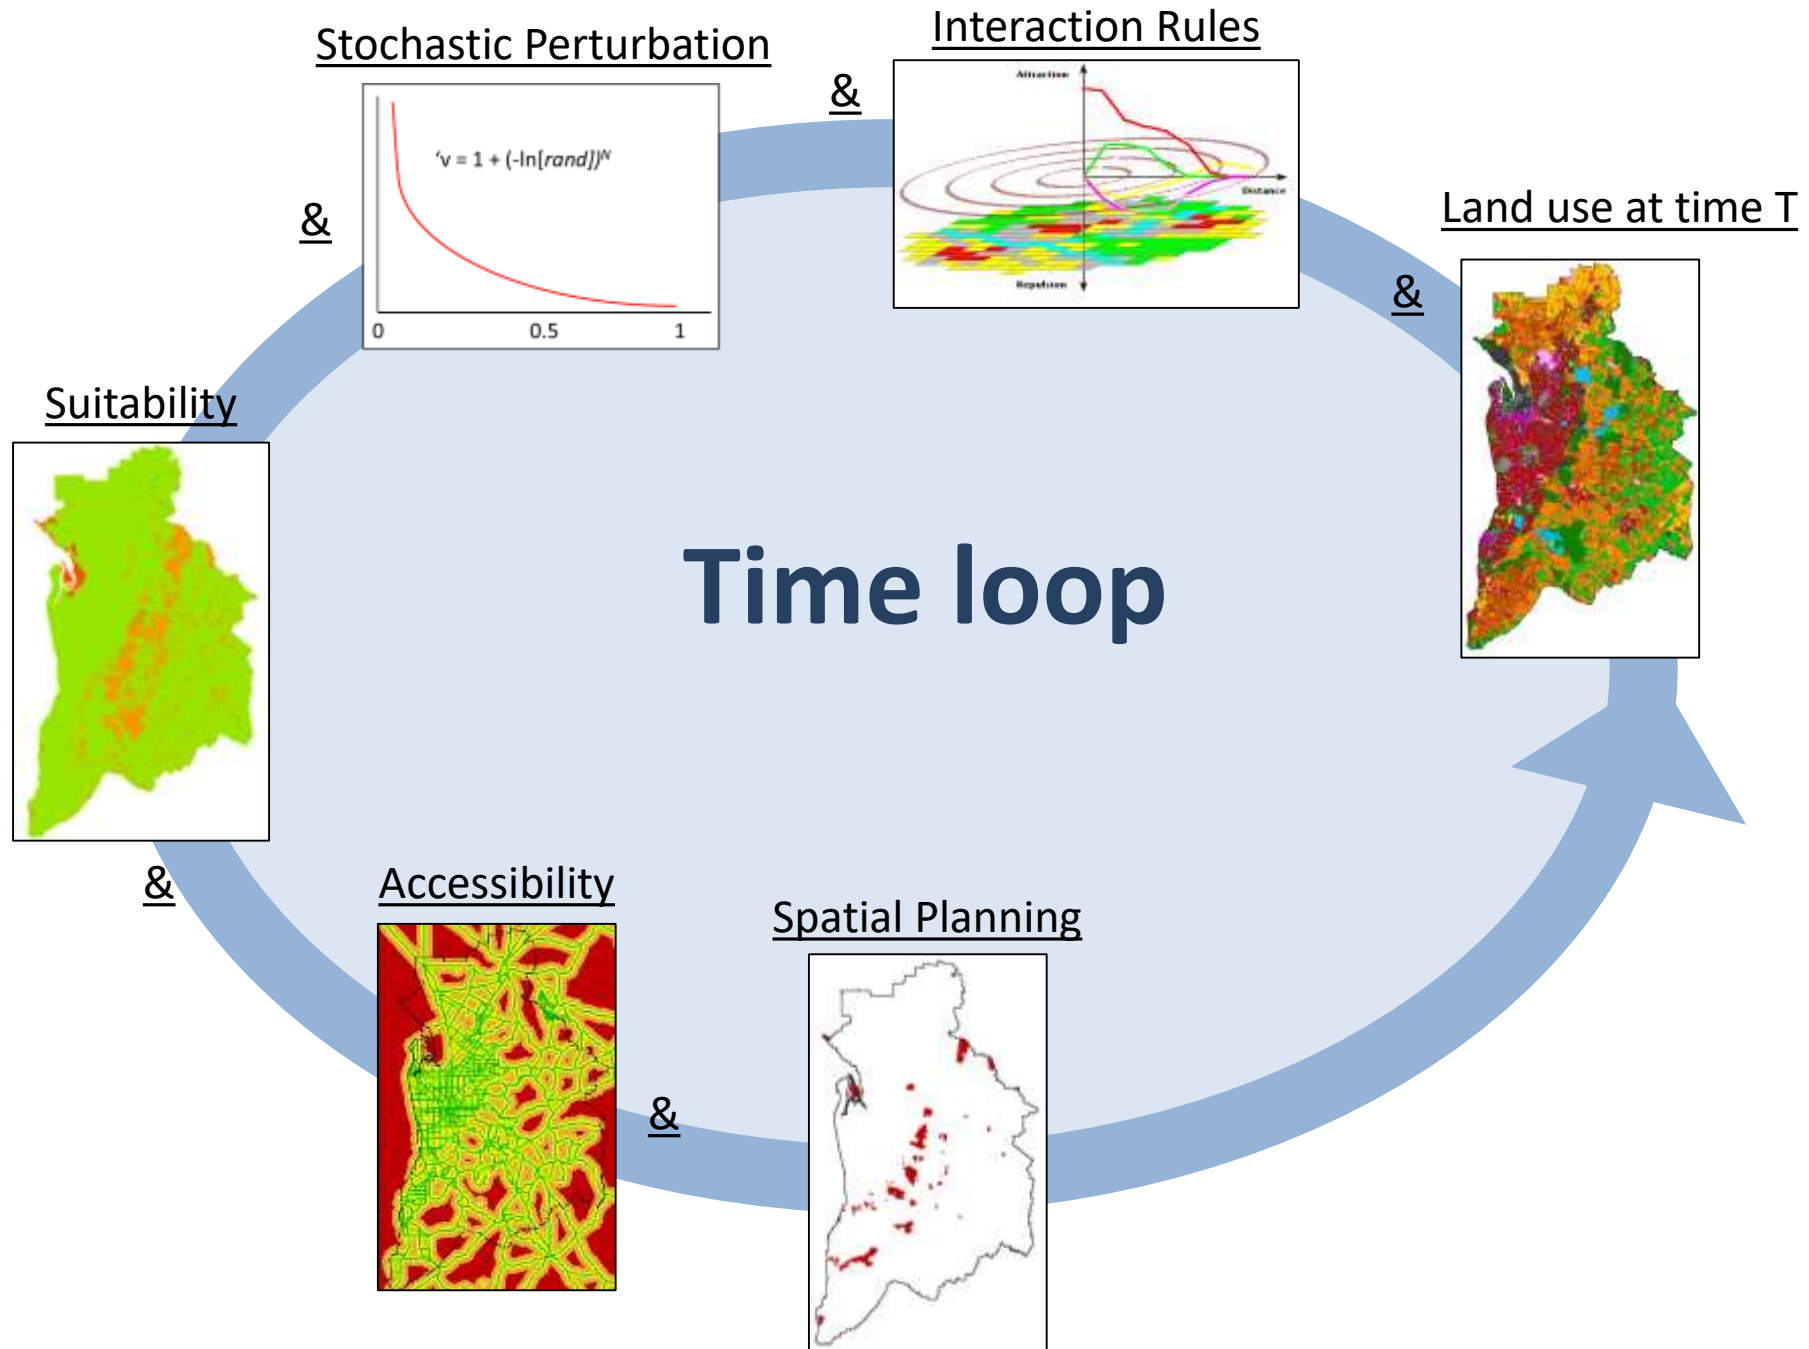 Interaction Rules
Stochastic Perturbation
&
Attraction
'v = 1 + (-ln[rand])ᴺ
Distance
Repulsion
0 0.5 1
&
Land use at time T
&
Suitability
Time loop
&
Accessibility
Spatial Planning
&